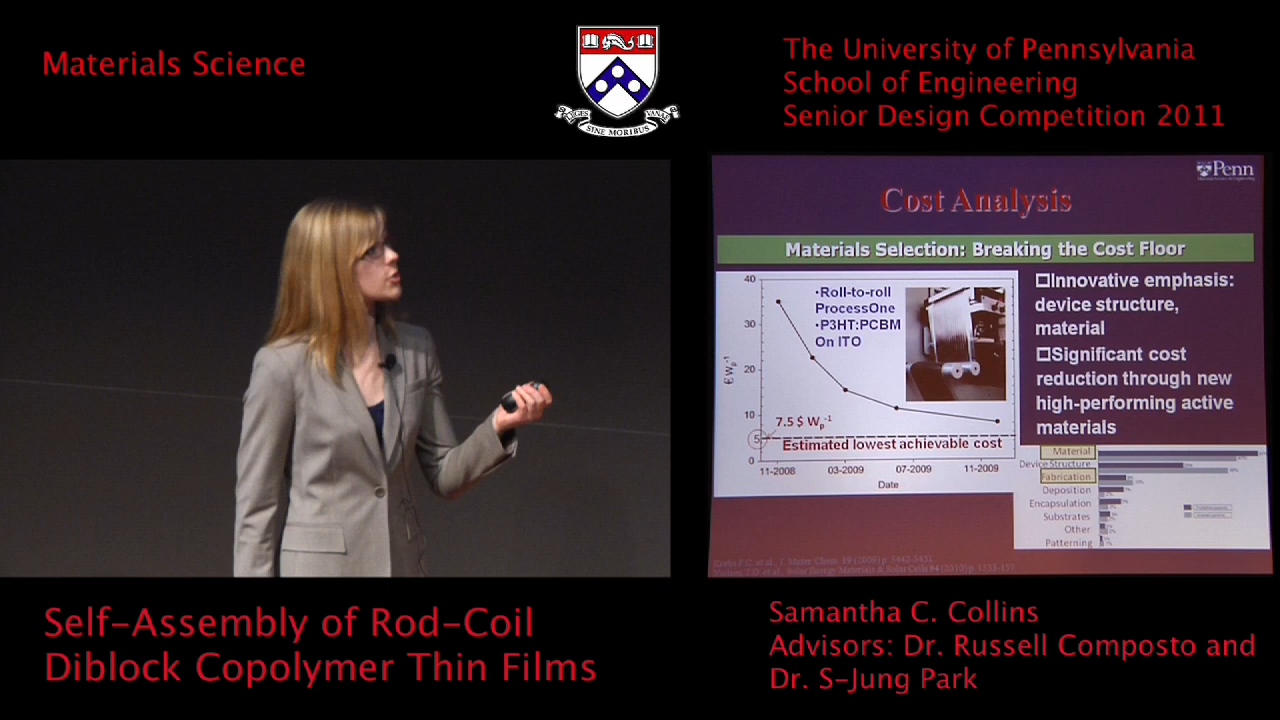 Materials Science
SINE MORIBUS
The University of Pennsylvania
School of Engineering
Senior Design Competition 2011
Penn
Cost Analysis
Materials Selection: Breaking the Cost Floor
40
30
20
10
5
0
€ Wp-1
•Roll-to-roll
ProcessOne
•P3HT:PCBM
On ITO
7.5 $ Wp-1
Estimated lowest achievable cost
11-2008
03-2009
07-2009
11-2009
Date
☐Innovative emphasis:
device structure,
material
☐Significant cost
reduction through new
high-performing active
materials
Material
Device Structure
Fabrication
Deposition
Encapsulation
Substrates
Other
Patterning
Self-Assembly of Rod-Coil
Diblock Copolymer Thin Films
Samantha C. Collins
Advisors: Dr. Russell Composto and
Dr. S-Jung Park